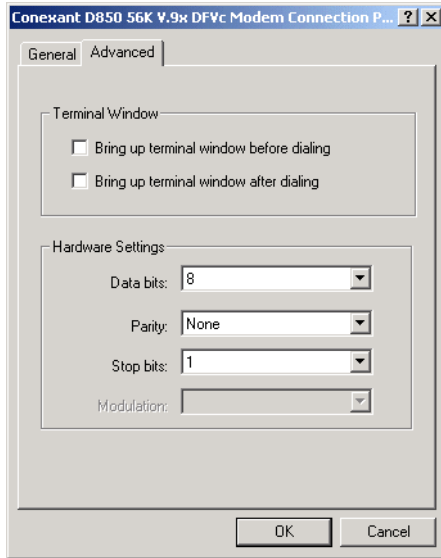 Conexant D850 56K V.9x DFVc Modem Connection P... ? X
General Advanced
Terminal Window
Bring up terminal window before dialing
Bring up terminal window after dialing
Hardware Settings
Data bits: 8
Parity: None
Stop bits: 1
Modulation:
OK Cancel